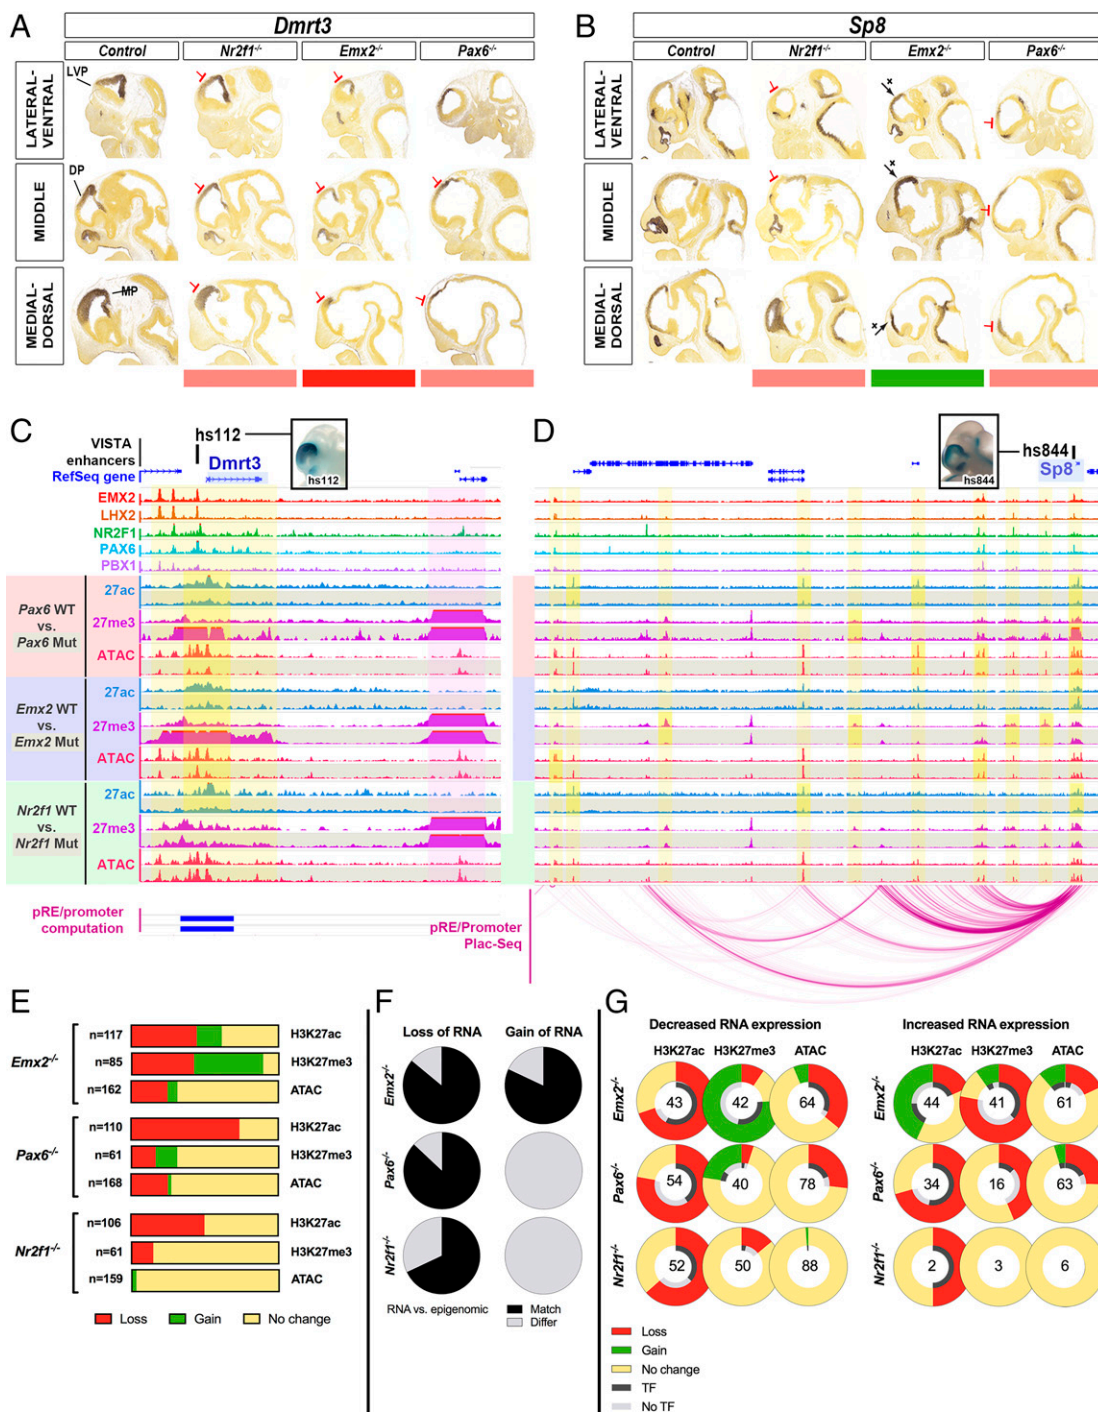 A
Dmrt3
Control
Nr2f1-/-
Emx2-/-
Pax6-/-
LATERAL-
VENTRAL
LVP
MIDDLE
DP
MEDIAL-
DORSAL
MP
B
Sp8
Control
Nr2f1-/-
Emx2-/-
Pax6-/-
LATERAL-
VENTRAL
MIDDLE
MEDIAL-
DORSAL
C
VISTA
enhancers
hs112
hs112
RefSeq gene
Dmrt3
EMX2
LHX2
NR2F1
PAX6
PBX1
Pax6 WT
vs.
Pax6 Mut
27ac
27me3
ATAC
Emx2 WT
vs.
Emx2 Mut
27ac
27me3
ATAC
Nr2f1 WT
vs.
Nr2f1 Mut
27ac
27me3
ATAC
pRE/promoter
computation
D
hs844
hs844
Sp8
pRE/Promoter
Plac-Seq
E
Emx2-/-
n=117 H3K27ac
n=85 H3K27me3
n=162 ATAC
Pax6-/-
n=110 H3K27ac
n=61 H3K27me3
n=168 ATAC
Nr2f1-/-
n=106 H3K27ac
n=61 H3K27me3
n=159 ATAC
Loss Gain No change
F
Loss of RNA Gain of RNA
Emx2-/-
Pax6-/-
Nr2f1-/-
RNA vs. epigenomic
Match
Differ
G
Decreased RNA expression
H3K27ac H3K27me3 ATAC
Emx2-/- 43 42 64
Pax6-/- 54 40 78
Nr2f1-/- 52 50 88
Increased RNA expression
H3K27ac H3K27me3 ATAC
Emx2-/- 44 41 61
Pax6-/- 34 16 63
Nr2f1-/- 2 3 6
Loss
Gain
No change
TF
No TF